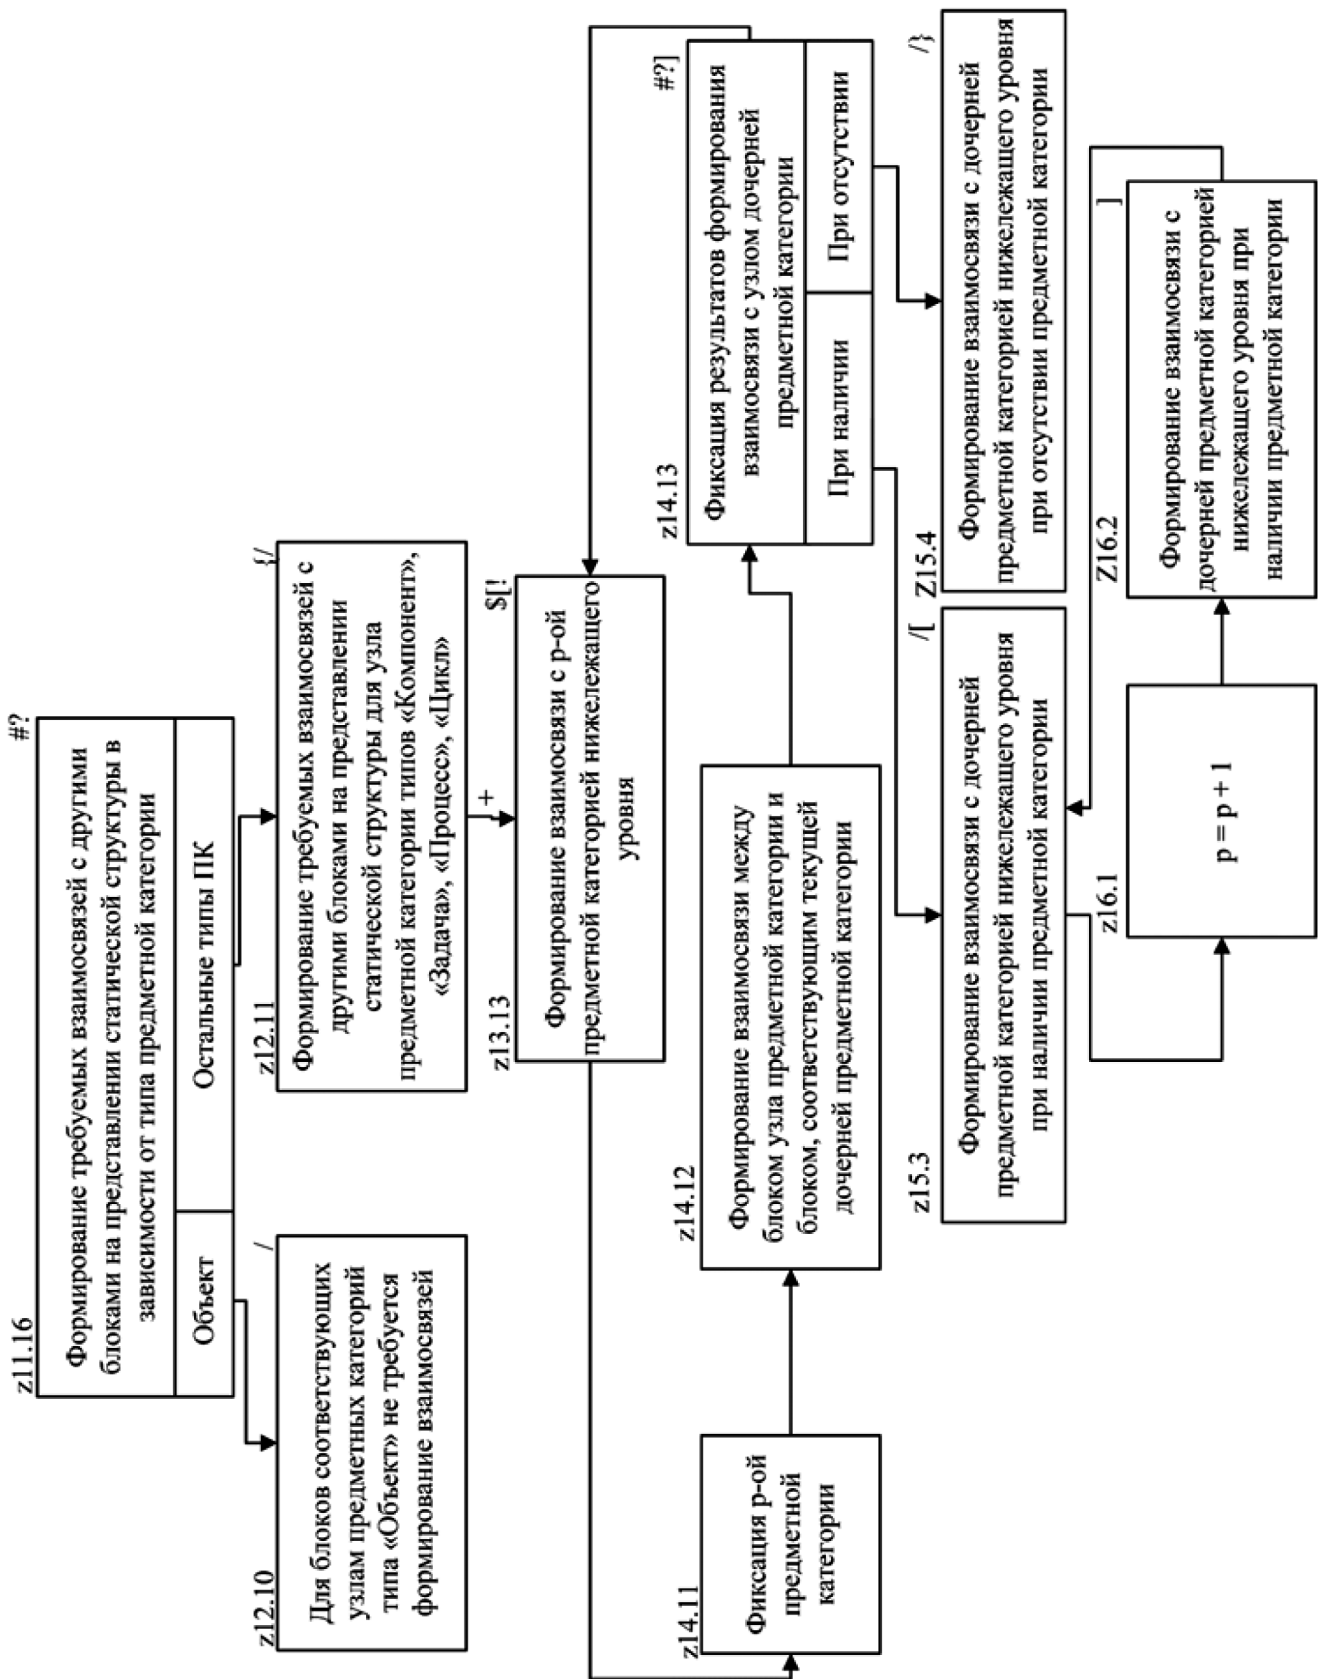 z11.16
#?
Формирование требуемых взаимосвязей с другими
блоками на представлении статической структуры в
зависимости от типа предметной категории
Объект
Остальные типы ПК
z12.10
/
Для блоков соответствующих
узлам предметных категорий
типа «Объект» не требуется
формирование взаимосвязей
z12.11
{/
Формирование требуемых взаимосвязей с
другими блоками на представлении
статической структуры для узла
предметной категории типов «Компонент»,
«Задача», «Процесс», «Цикл»
+
z13.13
$[!
Формирование взаимосвязи с p-ой
предметной категорией нижележащего
уровня
z14.11
Фиксация p-ой
предметной
категории
z14.12
Формирование взаимосвязи между
блоком узла предметной категории и
блоком, соответствующим текущей
дочерней предметной категории
z14.13
#?]
Фиксация результатов формирования
взаимосвязи с узлом дочерней
предметной категории
При наличии
При отсутствии
z15.3
/[
Формирование взаимосвязи с дочерней
предметной категорией нижележащего уровня
при наличии предметной категории
Z15.4
/}
Формирование взаимосвязи с дочерней
предметной категорией нижележащего уровня
при отсутствии предметной категории
z16.1
p = p + 1
Z16.2
]
Формирование взаимосвязи с
дочерней предметной категорией
нижележащего уровня при
наличии предметной категории